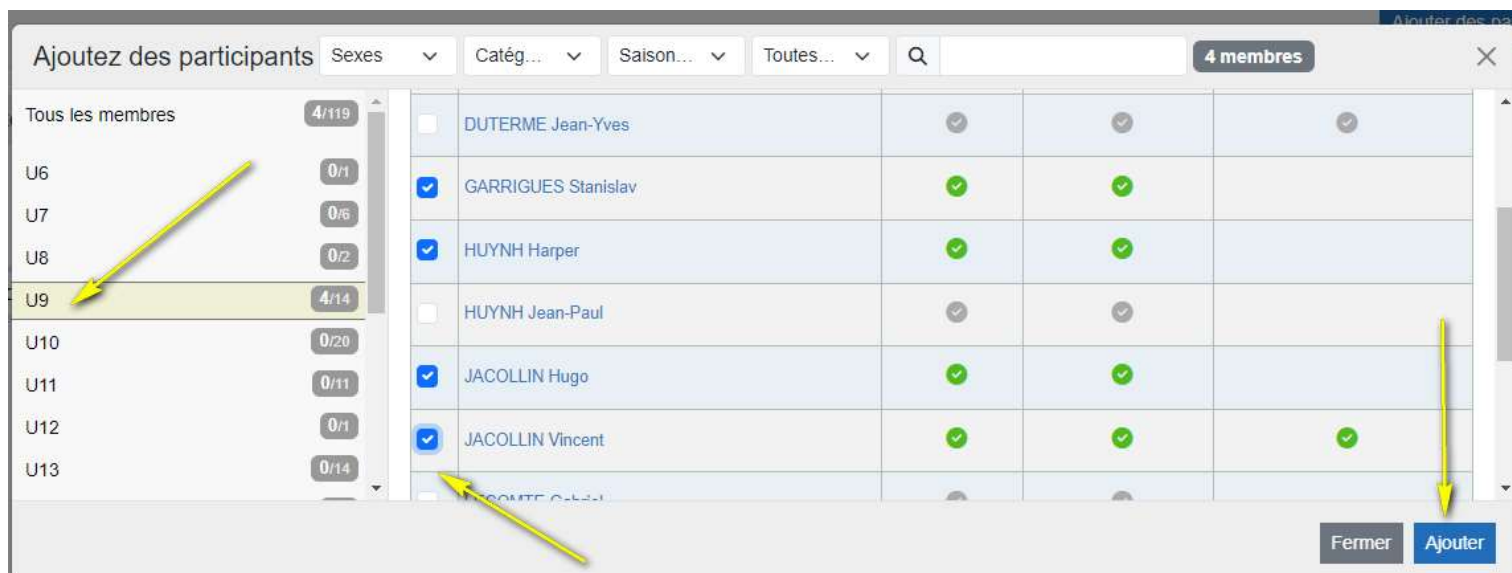 Ajouter des pa
Ajoutez des participants Sexes Catég... Saison... Toutes... 4 membres
Tous les membres 4/119
U6 0/1
U7 0/6
U8 0/2
U9 4/14
U10 0/20
U11 0/11
U12 0/1
U13 0/14
DUTERME Jean-Yves
GARRIGUES Stanislav
HUYNH Harper
HUYNH Jean-Paul
JACOLLIN Hugo
JACOLLIN Vincent
Fermer Ajouter